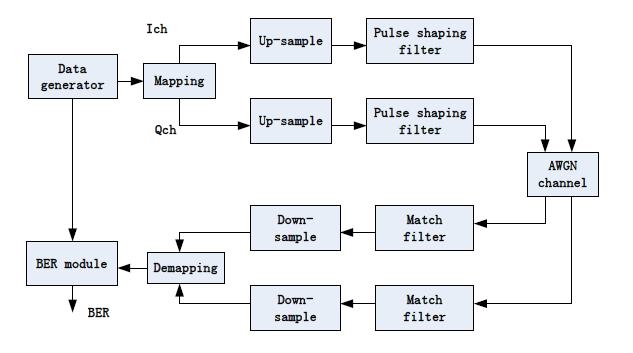 Ich
Up-sample
Pulse shaping
filter
Data
generator
Mapping
Qch
Up-sample
Pulse shaping
filter
AWGN
channel
Down-
sample
Match
filter
BER module
Demapping
Down-
sample
Match
filter
BER